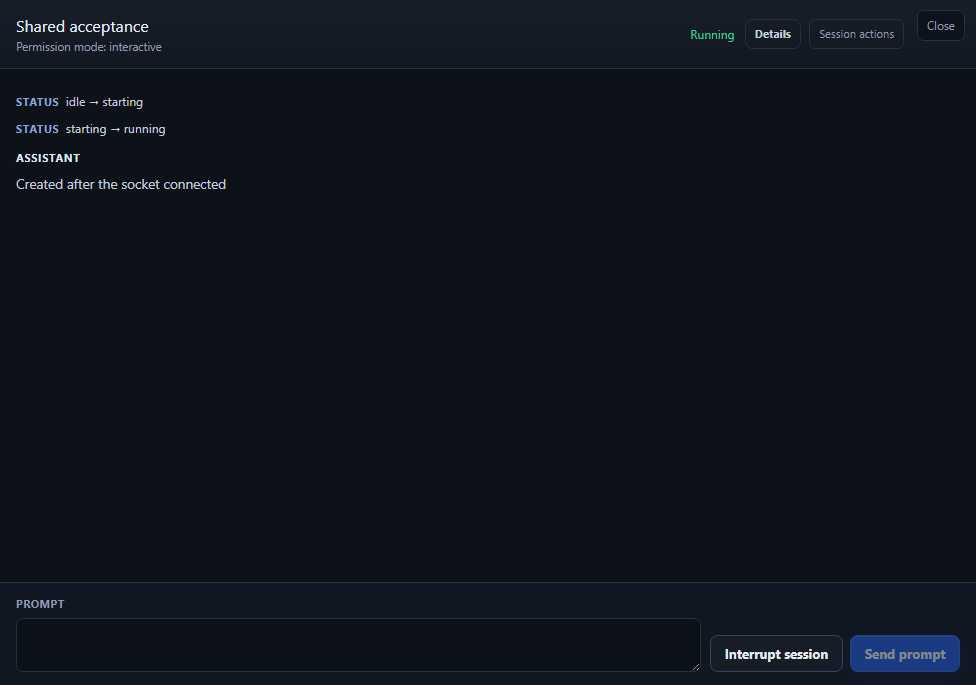 Shared acceptance
Permission mode: interactive
Running
Details
Session actions
Close
STATUS idle → starting
STATUS starting → running
ASSISTANT
Created after the socket connected
PROMPT
Interrupt session
Send prompt